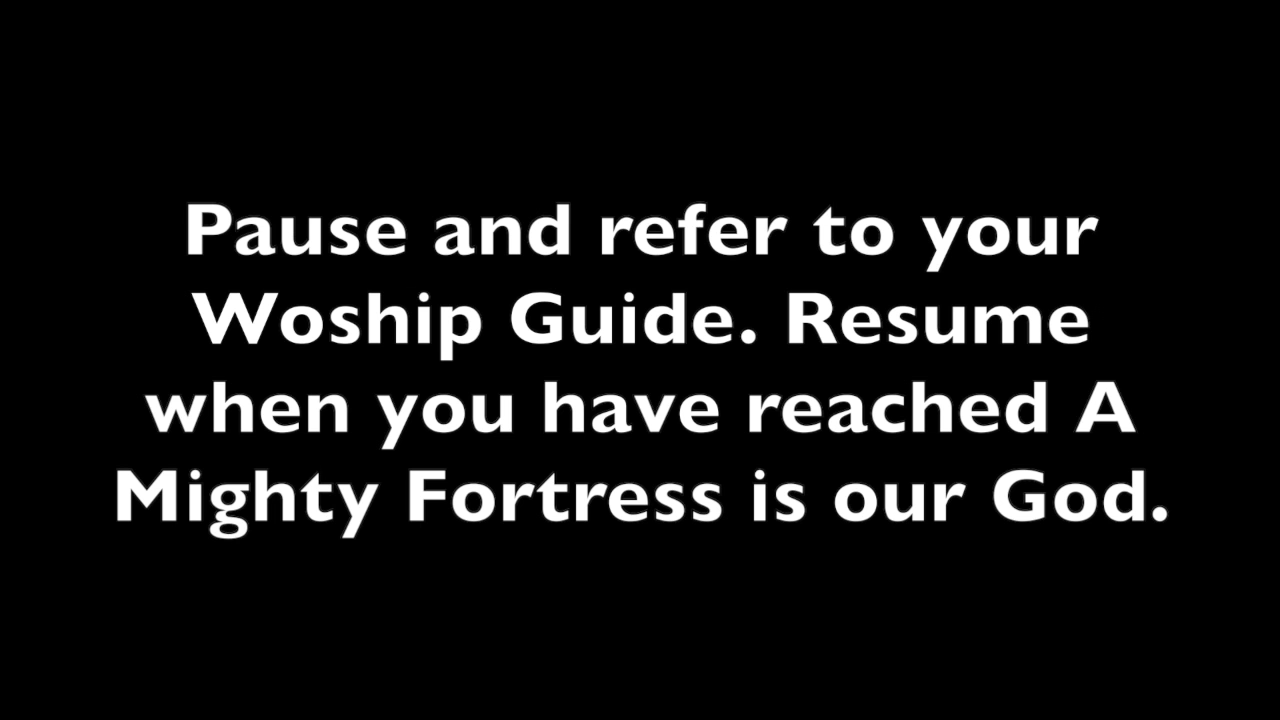 Pause and refer to your
Woship Guide. Resume
when you have reached A
Mighty Fortress is our God.